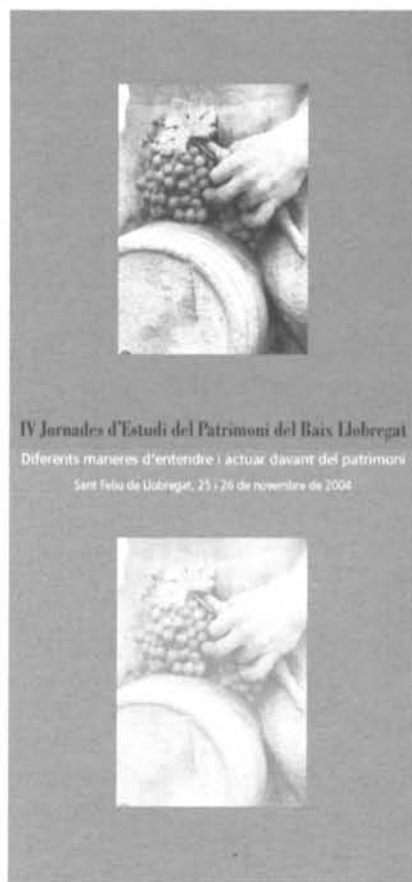 IV Jornades d'Estudi del Patrimoni del Baix Llobregat
Diferents maneres d'entendre i actuar davant del patrimoni
Sant Feliu de Llobregat, 25 i 26 de novembre de 2004